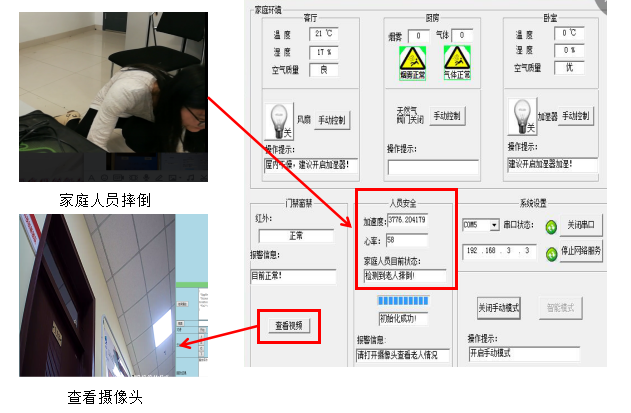 家庭环境
客厅
温 度
21 ℃
湿 度
17 %
空气质量
良
风扇
手动控制
关
操作提示:
屋内干燥，建议开启加湿器!
厨房
烟雾
0
气体
0
烟雾正常
气体正常
天然气
阀门关闭
手动控制
操作提示:
卧室
温 度
0 ℃
湿 度
0 %
空气质量
优
关
加湿器
手动控制
操作提示:
建议开启加湿器加湿!
家庭人员摔倒
门禁窗禁
红外:
正常
报警信息:
目前正常!
查看视频
人员安全
加速度:
3776.204179
心率:
58
家庭人员目前状态:
检测到老人摔倒!
初始化成功!
报警信息:
请打开摄像头查看老人情况
系统设置
COM5
串口状态:
关闭串口
192 .168 . 3 . 3
停止网络服务
关闭手动模式
智能模式
操作提示:
开启手动模式
查看摄像头